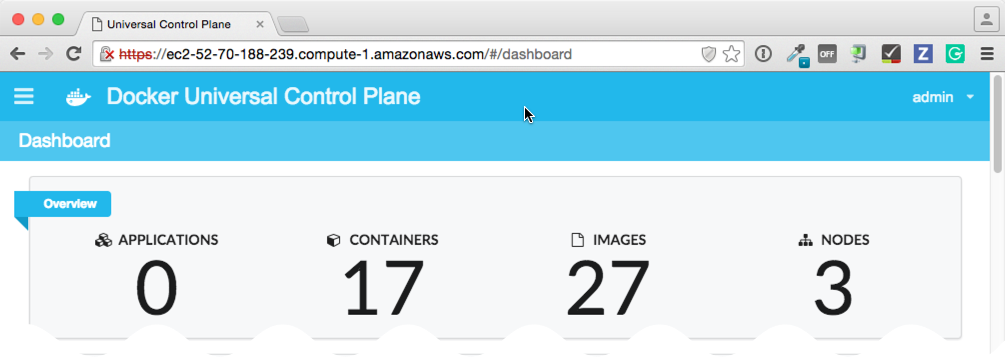 Universal Control Plane
https://ec2-52-70-188-239.compute-1.amazonaws.com/#/dashboard
OFF
Z
G
Docker Universal Control Plane
admin
Dashboard
Overview
APPLICATIONS CONTAINERS IMAGES NODES
0 17 27 3